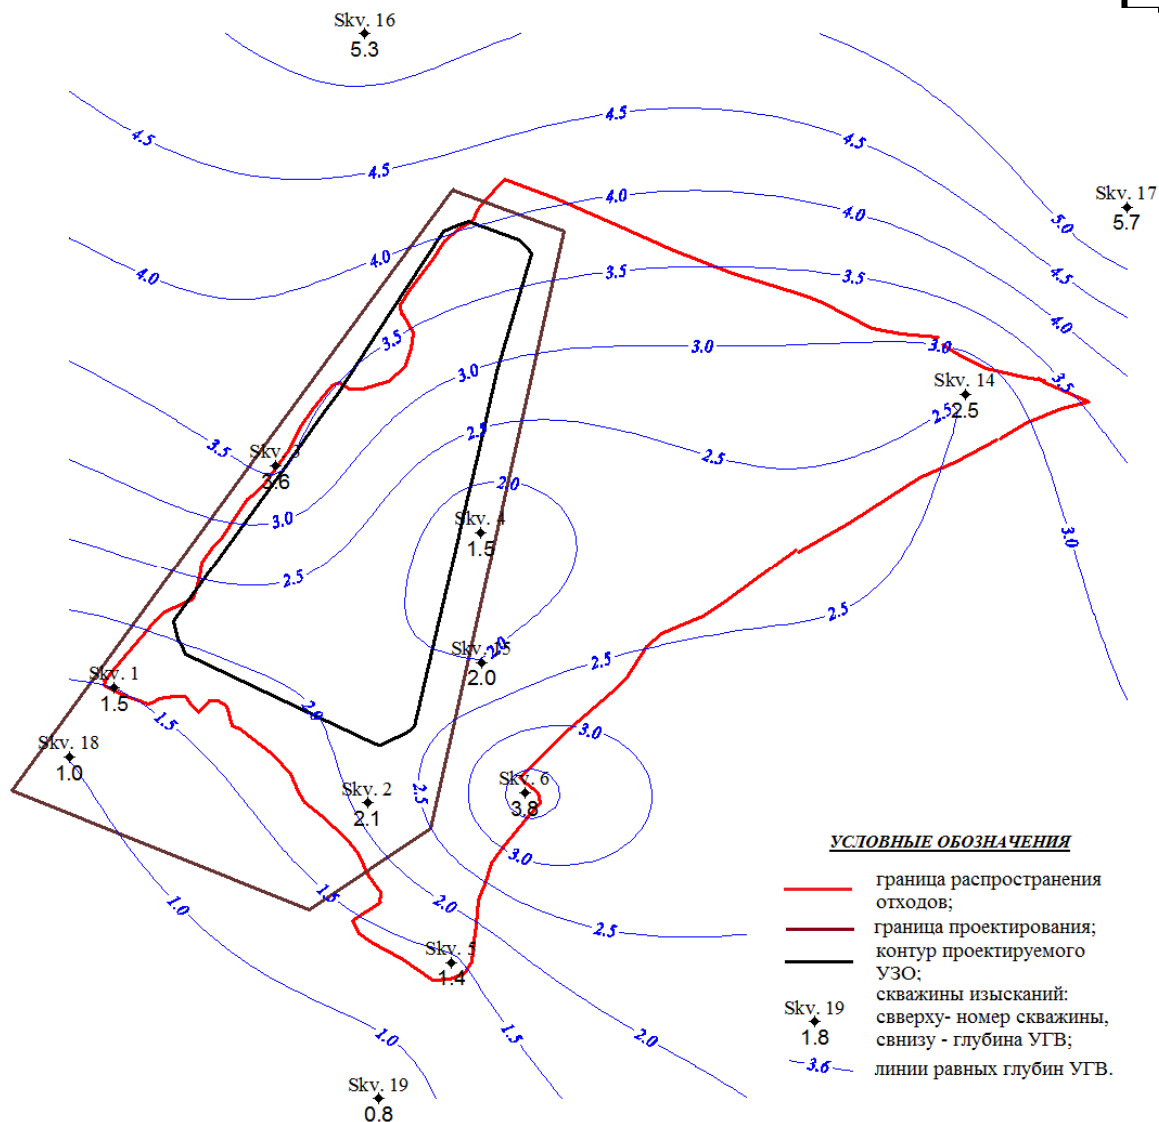 Skv. 16
5.3
4.5
4.5
4.5
4.5
Skv. 17
5.7
5.0
4.0
4.0
4.0
4.0
4.5
4.0
3.5
3.5
3.5
3.0
3.0
3.0
3.5
Skv. 14
2.5
2.5
2.5
2.5
3.5
Skv. 3
3.6
3.0
2.0
Skv. 4
1.5
3.0
2.5
2.5
2.0
Skv. 15
2.0
2.5
Skv. 1
1.5
1.5
2.0
3.0
Skv. 18
1.0
Skv. 2
2.1
2.5
Skv. 6
3.8
3.0
1.0
1.5
2.0
2.5
Skv. 5
1.4
1.0
1.5
2.0
Skv. 19
0.8
УСЛОВНЫЕ ОБОЗНАЧЕНИЯ
граница распространения
отходов;
граница проектирования;
контур проектируемого
УЗО;
скважины изысканий:
Skv. 19
свверху- номер скважины,
1.8
свнизу - глубина УГВ;
3.6
линии равных глубин УГВ.